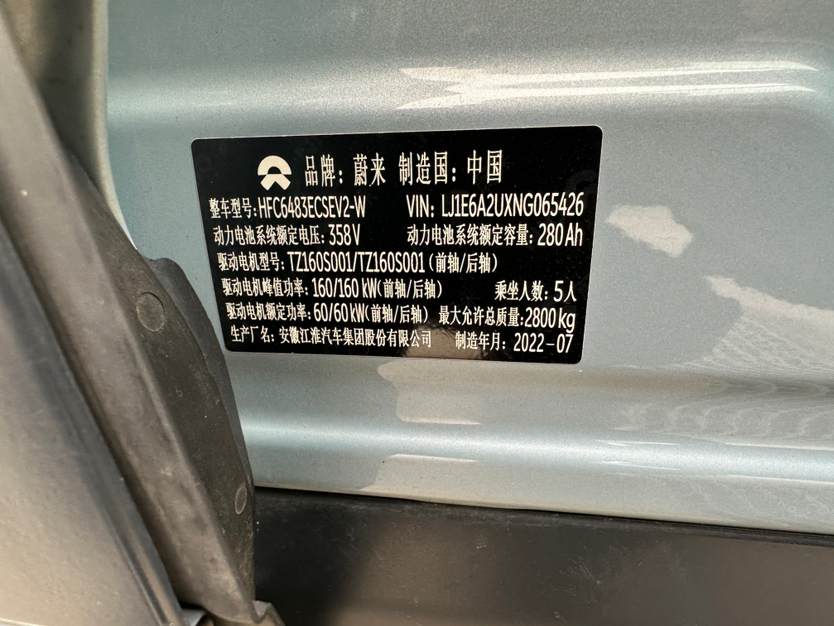 品牌: 蔚来 制造国: 中国
整车型号: HFC6483ECSEV2-W VIN: LJ1E6A2UXNG065426
动力电池系统额定电压: 358V 动力电池系统额定容量: 280Ah
驱动电机型号: TZ160S001/TZ160S001 (前轴/后轴)
驱动电机峰值功率: 160/160 kW(前轴/后轴) 乘坐人数: 5人
驱动电机额定功率: 60/60 kW(前轴/后轴) 最大允许总质量: 2800kg
生产厂名: 安徽江淮汽车集团股份有限公司 制造年月: 2022-07